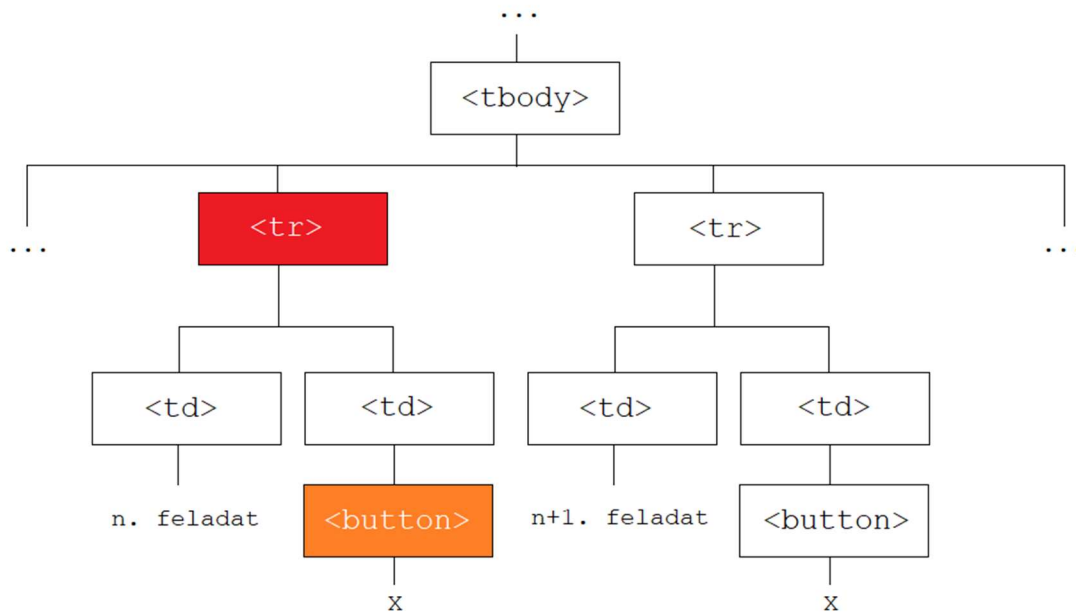 ...
<tbody>
... <tr> <tr> ..
<td> <td> <td> <td>
n. feladat <button> n+1. feladat <button>
x x